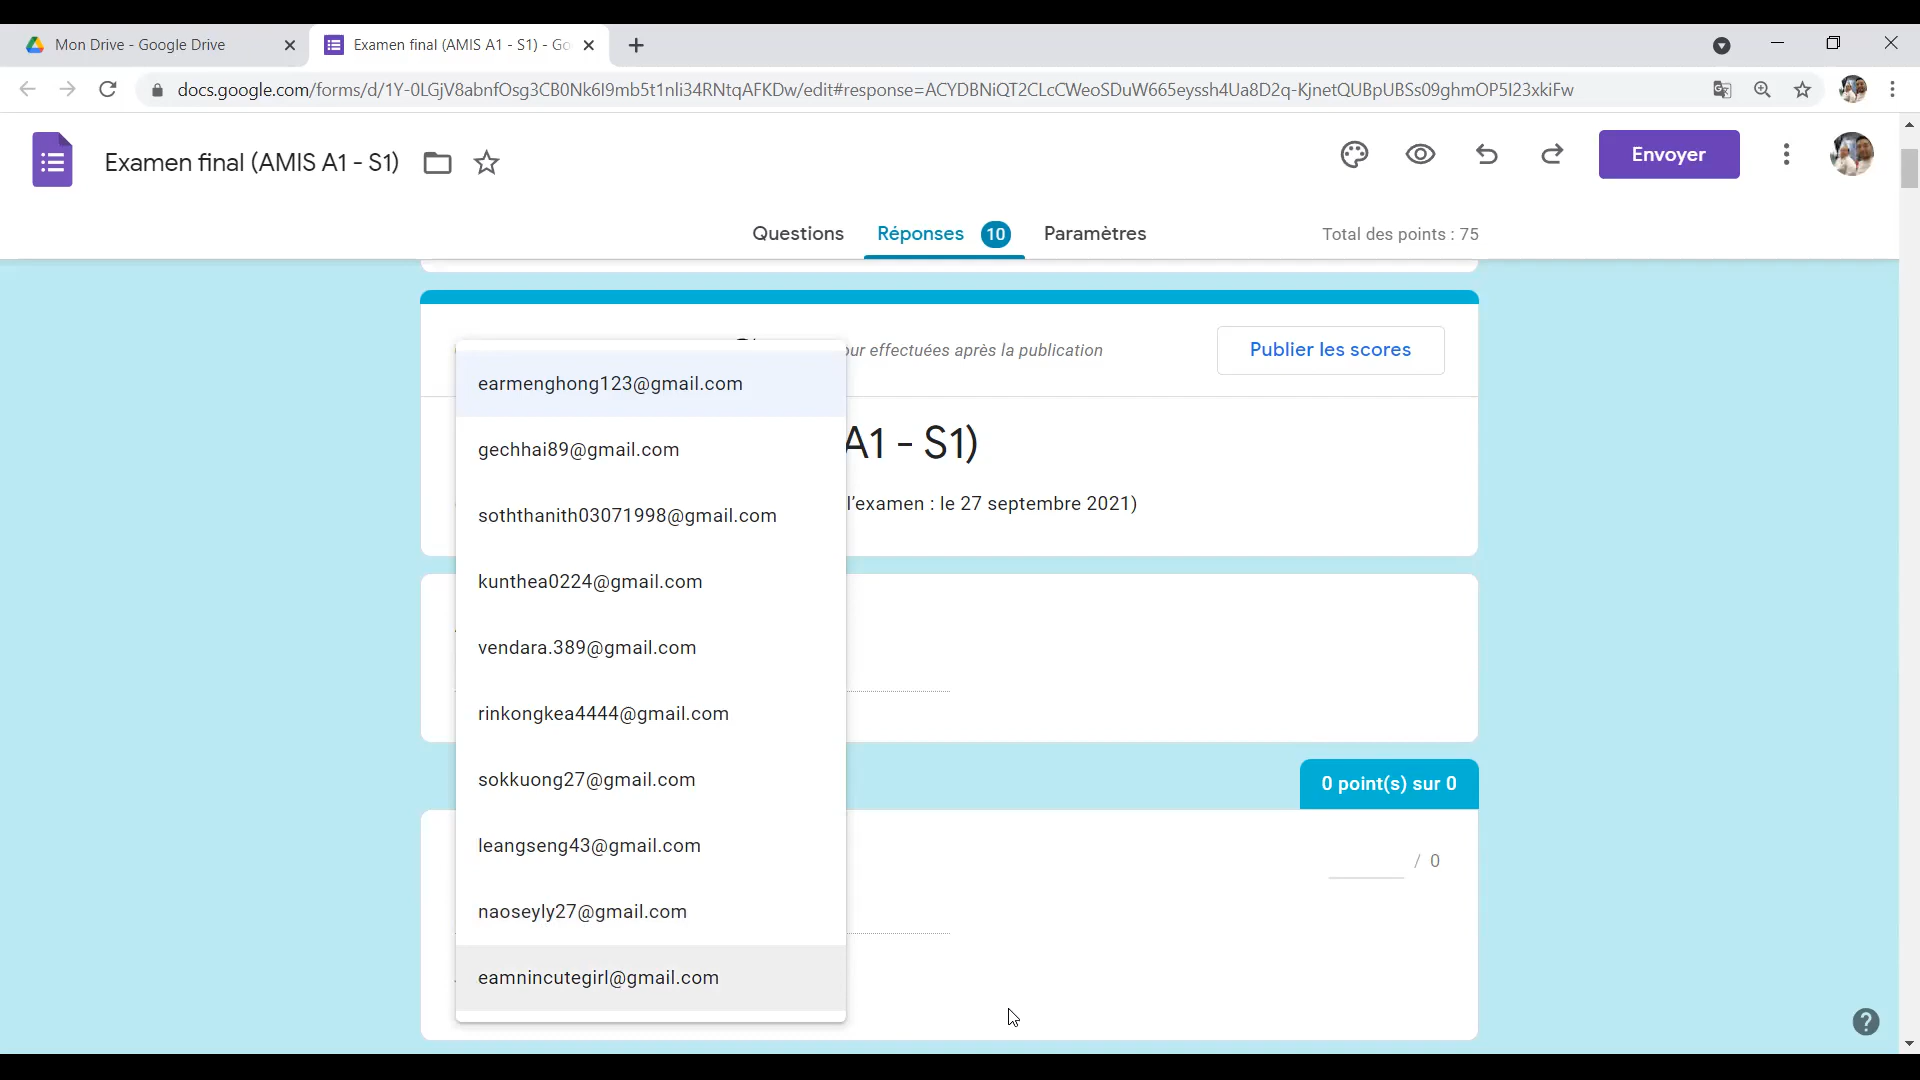 Mon Drive - Google Drive
Examen final (AMIS A1 - S1) - Go
docs.google.com/forms/d/1Y-0LGjV8abnfOsg3CB0Nk6l9mb5t1nli34RNtqAFKDw/edit#response=ACYDBNiQT2CLcCWeoSDuW665eyssh4Ua8D2q-KjnetQUBpUBSs09ghmOP5I23xkiFw
Examen final (AMIS A1 - S1)
Envoyer
Questions
Réponses 10
Paramètres
Total des points : 75
our effectuées après la publication
Publier les scores
earmenghong123@gmail.com
A1 - S1)
gechhai89@gmail.com
l'examen : le 27 septembre 2021)
soththanith03071998@gmail.com
kunthea0224@gmail.com
vendara.389@gmail.com
rinkongkea4444@gmail.com
sokkuong27@gmail.com
0 point(s) sur 0
leangseng43@gmail.com
/ 0
naoseyly27@gmail.com
eamnincutegirl@gmail.com